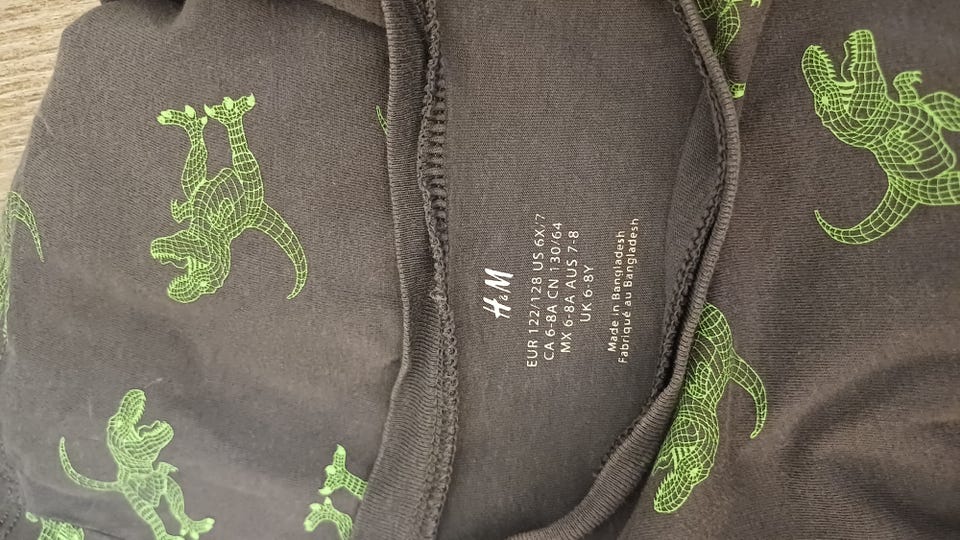 H&M
EUR 122/128 US 6X/7
CA 6-8A CN 130/64
MX 6-8A AUS 7-8
UK 6-8Y
Made in Bangladesh
Fabriqué au Bangladesh